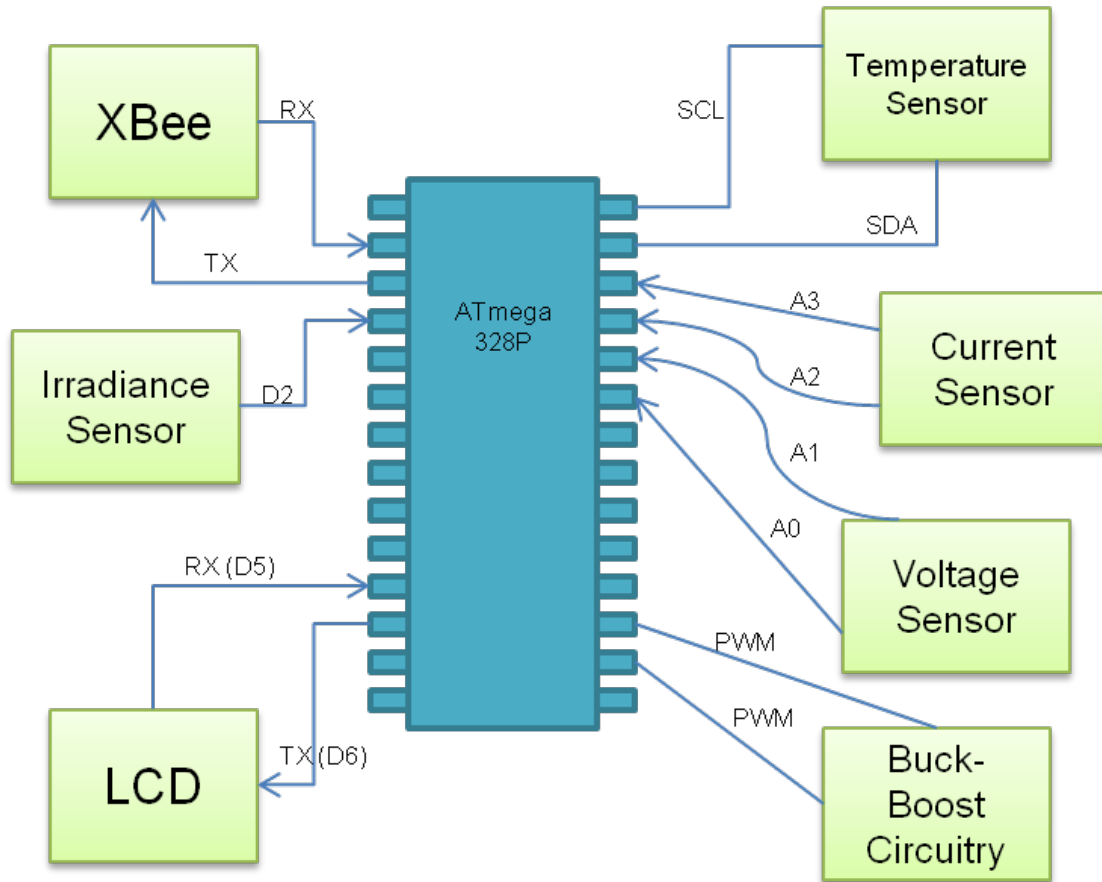 XBee
RX
TX
Irradiance
Sensor
D2
RX (D5)
TX (D6)
LCD
ATmega
328P
SCL
Temperature
Sensor
SDA
A3
A2
Current
Sensor
A1
A0
Voltage
Sensor
PWM
PWM
Buck-
Boost
Circuitry